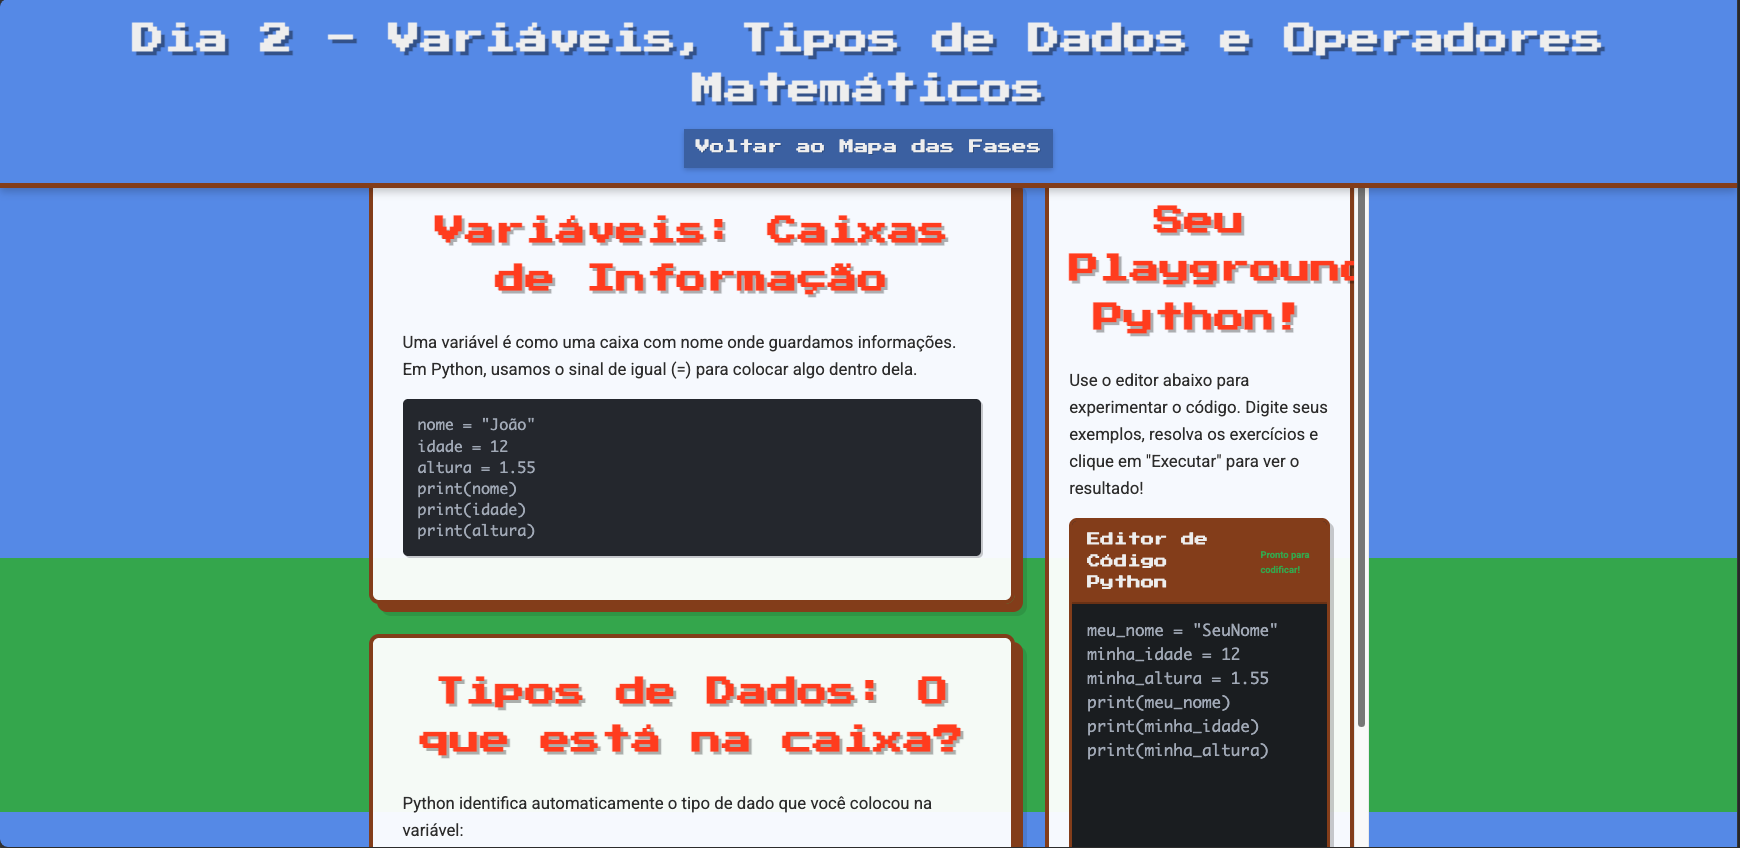 Dia 2 - Variáveis, Tipos de Dados e Operadores
Matemáticos
Voltar ao Mapa das Fases
Variáveis: Caixas
de Informação
Uma variável é como uma caixa com nome onde guardamos informações.
Em Python, usamos o sinal de igual (=) para colocar algo dentro dela.
nome = "João"
idade = 12
altura = 1.55
print(nome)
print(idade)
print(altura)
Tipos de Dados: O
que está na caixa?
Python identifica automaticamente o tipo de dado que você colocou na
variável:
Seu
Playground
Python!
Use o editor abaixo para
experimentar o código. Digite seus
exemplos, resolva os exercícios e
clique em "Executar" para ver o
resultado!
Editor de
Código
Python
Pronto para
codificar!
meu_nome = "SeuNome"
minha_idade = 12
minha_altura = 1.55
print(meu_nome)
print(minha_idade)
print(minha_altura)